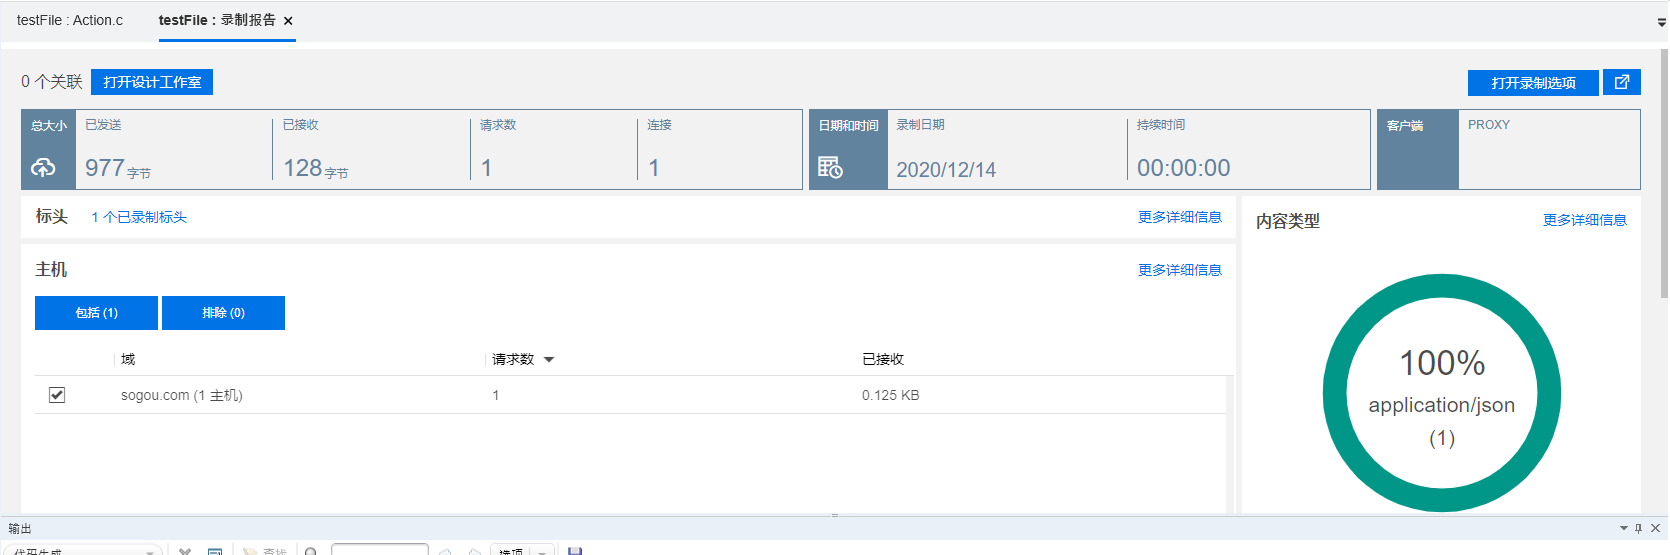 testFile : Action.c
testFile : 录制报告
0 个关联 打开设计工作室
打开录制选项
总大小 已发送 已接收 请求数 连接
977 字节 128 字节 1 1
日期和时间 录制日期 持续时间
2020/12/14 00:00:00
客户端 PROXY
标头 1 个已录制标头 更多详细信息
主机 更多详细信息
包括 (1) 排除 (0)
域 请求数 已接收
sogou.com (1 主机) 1 0.125 KB
内容类型 更多详细信息
100%
application/json
(1)
输出
代码生成 查找 选项